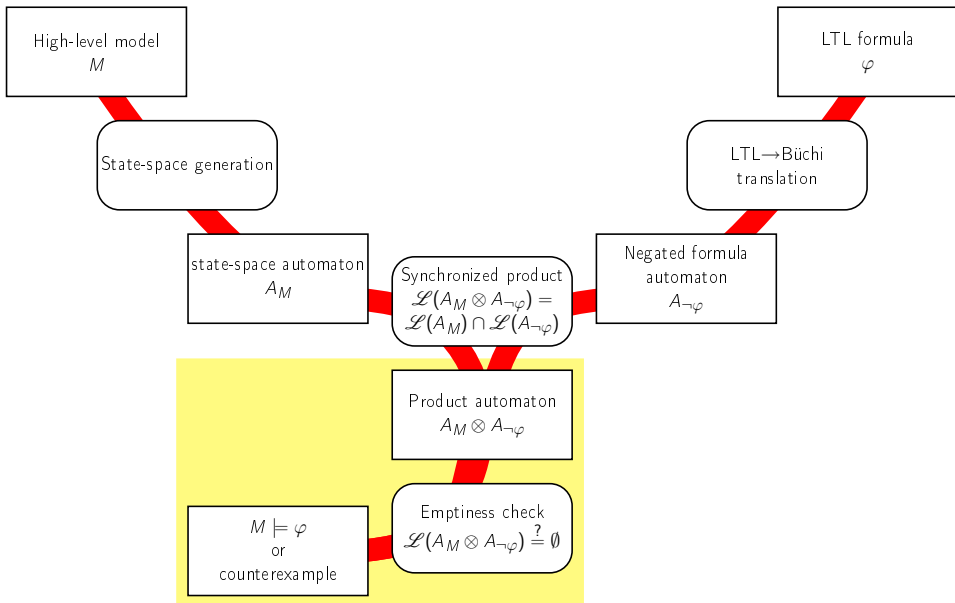 High-level model
M
LTL formula
φ
State-space generation
LTL→Büchi
translation
state-space automaton
A_M
Synchronized product
ℒ(A_M ⊗ A_¬φ) =
ℒ(A_M) ∩ ℒ(A_¬φ)
Negated formula
automaton
A_¬φ
Product automaton
A_M ⊗ A_¬φ
Emptiness check
ℒ(A_M ⊗ A_¬φ) ≟ ∅
M ⊨ φ
or
counterexample